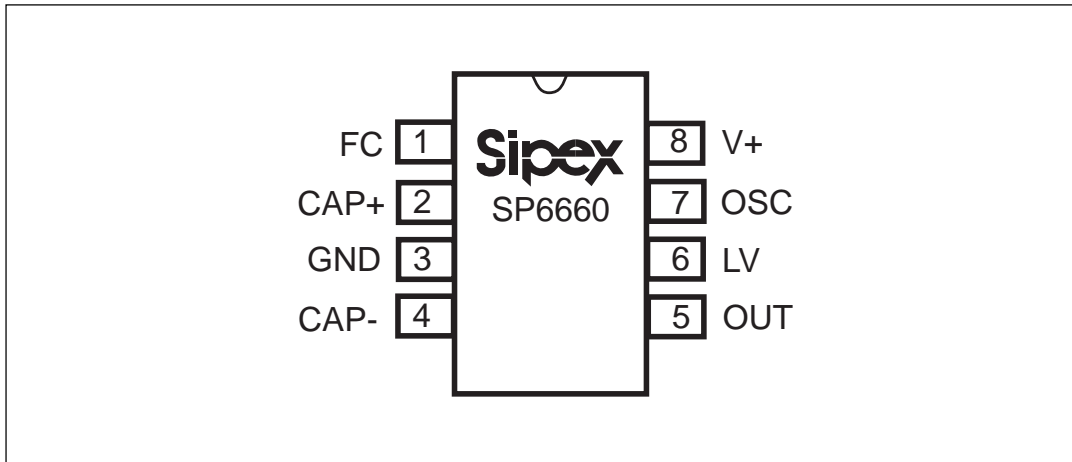 FC 1 Sipex 8 V+
CAP+ 2 SP6660 7 OSC
GND 3 6 LV
CAP- 4 5 OUT